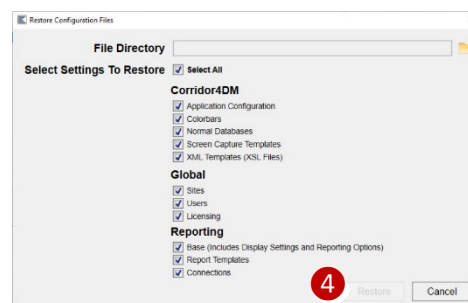 Restore Configuration Files
File Directory
Select Settings To Restore Select All
Corridor4DM
Application Configuration
Colorbars
Normal Databases
Screen Capture Templates
XML Templates (XSL Files)
Global
Sites
Users
Licensing
Reporting
Base (Includes Display Settings and Reporting Options)
Report Templates
Connections
4 Restore Cancel